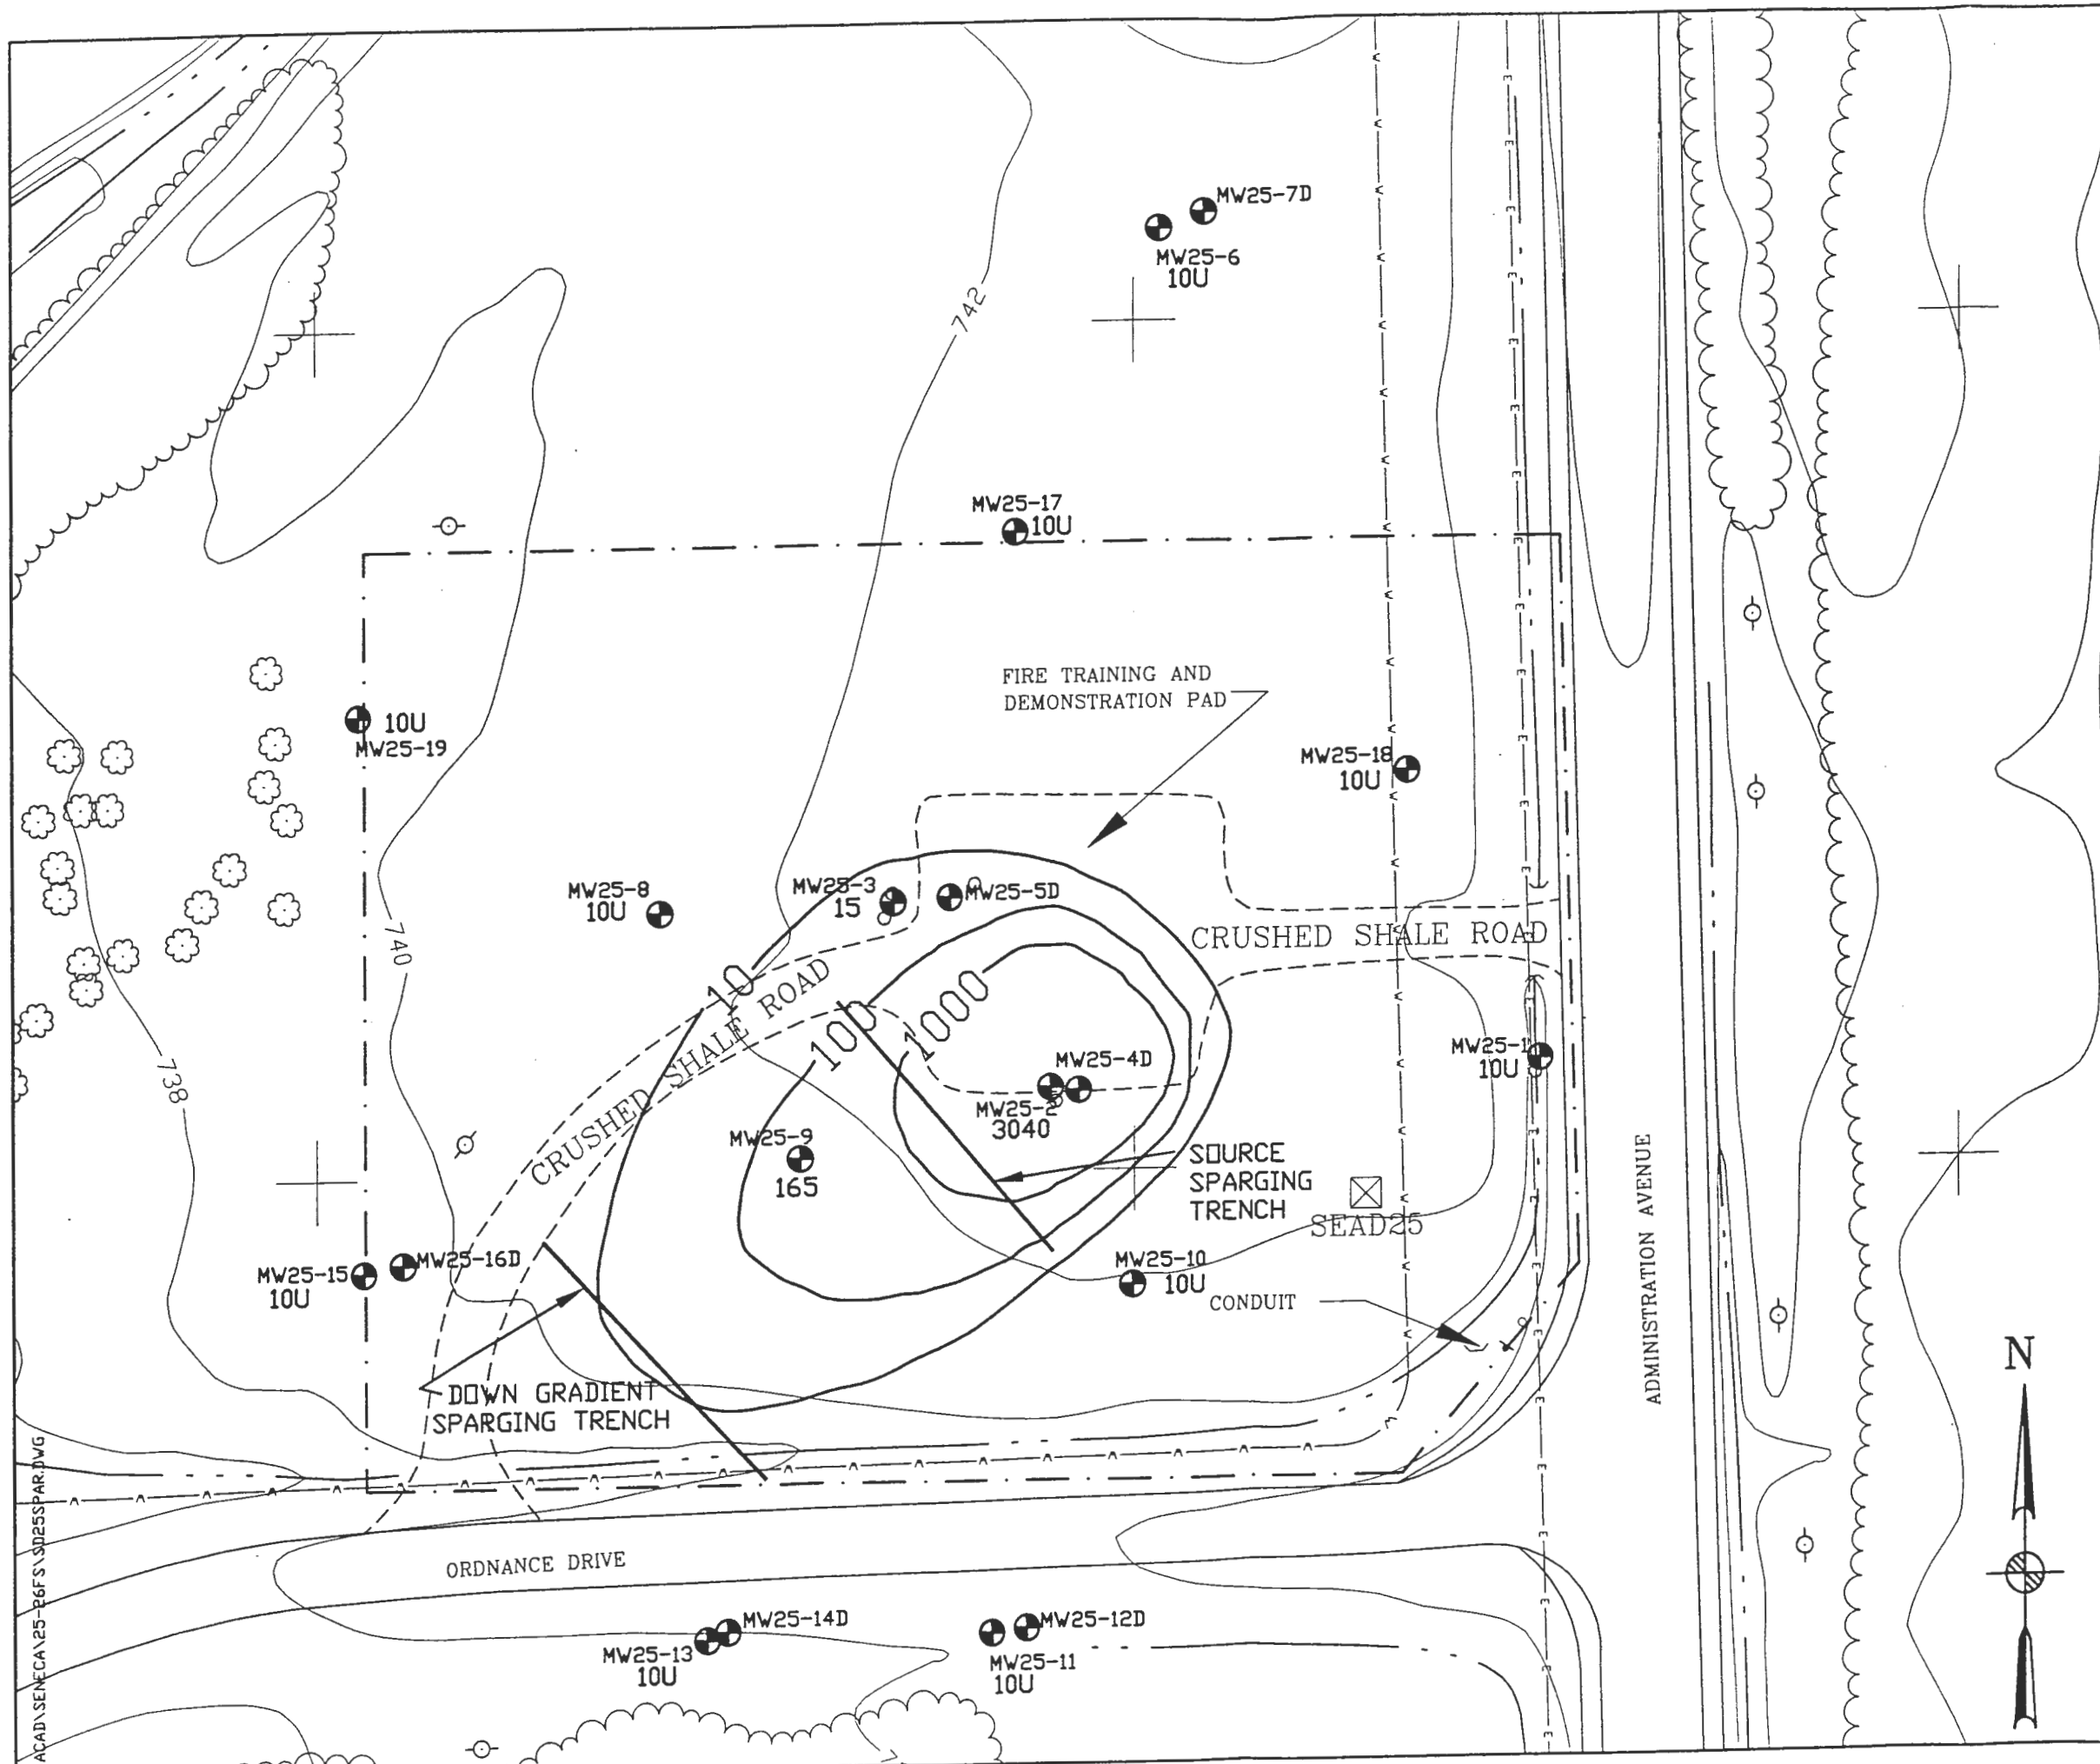 MW25-7D
MW25-6
10U
742
MW25-17
10U
FIRE TRAINING AND
DEMONSTRATION PAD
10U
MW25-19
MW25-18
10U
MW25-8
10U
MW25-3
15
MW25-5D
740
CRUSHED SHALE ROAD
10
100
1000
CRUSHED SHALE ROAD
738
MW25-4D
MW25-2
3040
MW25-1
10U
MW25-9
165
SOURCE
SPARGING
TRENCH
SEAD25
MW25-16D
MW25-15
10U
MW25-10
10U
CONDUIT
ADMINISTRATION AVENUE
N
DOWN GRADIENT
SPARGING TRENCH
ORDNANCE DRIVE
MW25-14D
MW25-13
10U
MW25-12D
MW25-11
10U
ACAD\SENECA\25-26FS\SD25SPAR.DWG